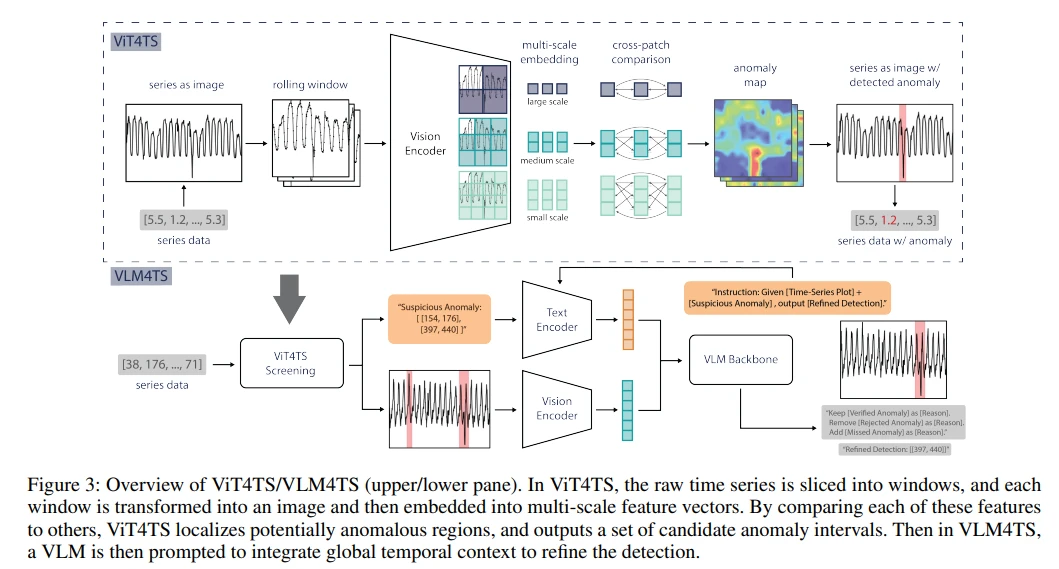 ViT4TS
series as image
rolling window
Vision
Encoder
multi-scale
embedding
large scale
medium scale
small scale
cross-patch
comparison
anomaly
map
series as image w/
detected anomaly
[5.5, 1.2, ..., 5.3]
series data
[5.5, 1.2, ..., 5.3]
series data w/ anomaly
VLM4TS
[38, 176, ..., 71]
series data
ViT4TS
Screening
“Suspicious Anomaly:
[ [154, 176],
[397, 440] ]”
Text
Encoder
Vision
Encoder
“Instruction: Given [Time-Series Plot] +
[Suspicious Anomaly] , output [Refined Detection].”
VLM Backbone
“Keep [Verified Anomaly] as [Reason],
Remove [Rejected Anomaly] as [Reason],
Add [Missed Anomaly] as [Reason],”
“Refined Detection: [[397, 440]]”
Figure 3: Overview of ViT4TS/VLM4TS (upper/lower pane). In ViT4TS, the raw time series is sliced into windows, and each
window is transformed into an image and then embedded into multi-scale feature vectors. By comparing each of these features
to others, ViT4TS localizes potentially anomalous regions, and outputs a set of candidate anomaly intervals. Then in VLM4TS,
a VLM is then prompted to integrate global temporal context to refine the detection.